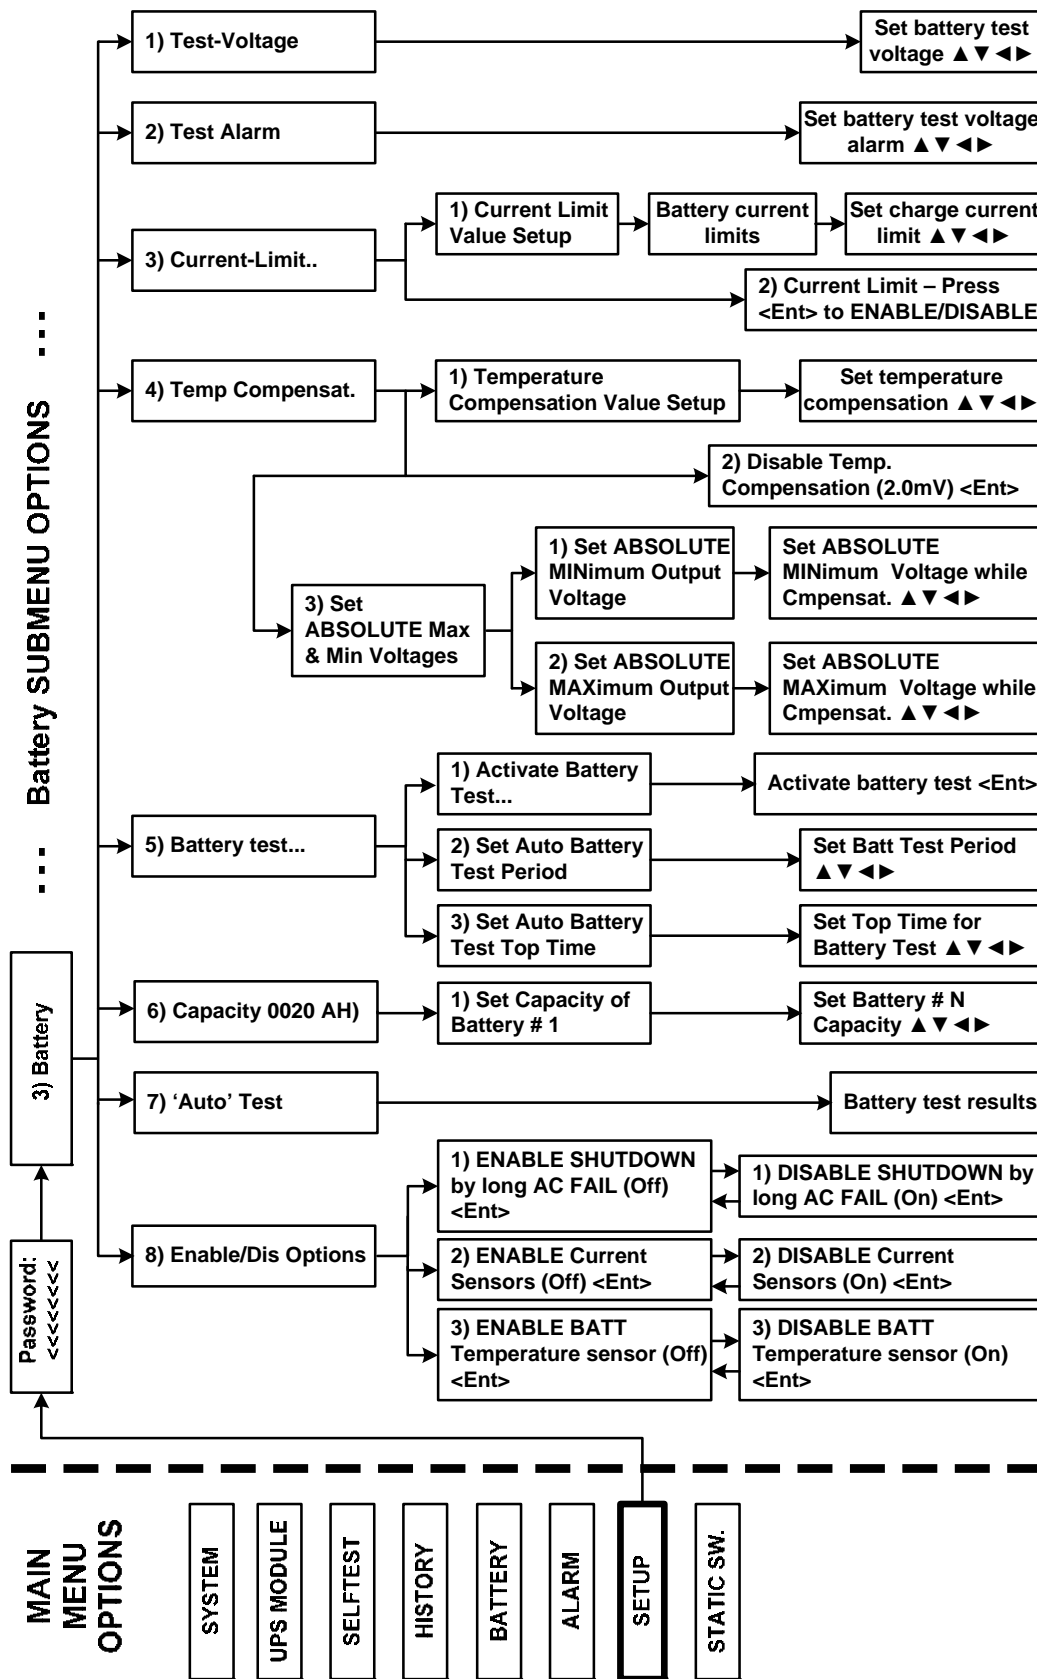 1) Test-Voltage
Set battery test
voltage ▲▼◄►
2) Test Alarm
Set battery test voltage
alarm ▲▼◄►
3) Current-Limit..
1) Current Limit
Value Setup
Battery current
limits
Set charge current
limit ▲▼◄►
2) Current Limit – Press
<Ent> to ENABLE/DISABLE
4) Temp Compensat.
1) Temperature
Compensation Value Setup
Set temperature
compensation ▲▼◄►
2) Disable Temp.
Compensation (2.0mV) <Ent>
3) Set
ABSOLUTE Max
& Min Voltages
1) Set ABSOLUTE
MINimum Output
Voltage
Set ABSOLUTE
MINimum Voltage while
Cmpensat. ▲▼◄►
2) Set ABSOLUTE
MAXimum Output
Voltage
Set ABSOLUTE
MAXimum Voltage while
Cmpensat. ▲▼◄►
5) Battery test...
1) Activate Battery
Test...
Activate battery test <Ent>
2) Set Auto Battery
Test Period
Set Batt Test Period
▲▼◄►
3) Set Auto Battery
Test Top Time
Set Top Time for
Battery Test ▲▼◄►
6) Capacity 0020 AH)
1) Set Capacity of
Battery # 1
Set Battery # N
Capacity ▲▼◄►
7) ‘Auto’ Test
Battery test results
8) Enable/Dis Options
1) ENABLE SHUTDOWN
by long AC FAIL (Off)
<Ent>
1) DISABLE SHUTDOWN by
long AC FAIL (On) <Ent>
2) ENABLE Current
Sensors (Off) <Ent>
2) DISABLE Current
Sensors (On) <Ent>
3) ENABLE BATT
Temperature sensor (Off)
<Ent>
3) DISABLE BATT
Temperature sensor (On)
<Ent>
... Battery SUBMENU OPTIONS ...
3) Battery
Password:
<<<<<<<<
MAIN
MENU
OPTIONS
SYSTEM
UPS MODULE
SELFTEST
HISTORY
BATTERY
ALARM
SETUP
STATIC SW.